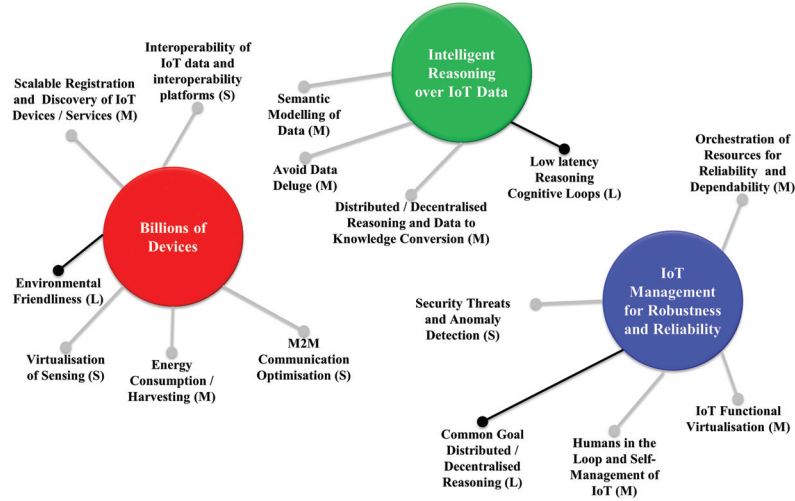 Interoperability of
IoT data and
interoperability
platforms (S)
Scalable Registration
and Discovery of IoT
Devices / Services (M)
Billions of
Devices
Environmental
Friendliness (L)
Virtualisation
of Sensing (S)
Energy
Consumption /
Harvesting (M)
M2M
Communication
Optimisation (S)
Intelligent
Reasoning
over IoT Data
Semantic
Modelling of
Data (M)
Avoid Data
Deluge (M)
Distributed / Decentralised
Reasoning and Data to
Knowledge Conversion (M)
Low latency
Reasoning
Cognitive Loops (L)
Orchestration of
Resources for
Reliability and
Dependability (M)
IoT
Management
for Robustness
and Reliability
Security Threats
and Anomaly
Detection (S)
Common Goal
Distributed /
Decentralised
Reasoning (L)
Humans in the
Loop and Self-
Management of
IoT (M)
IoT Functional
Virtualisation (M)